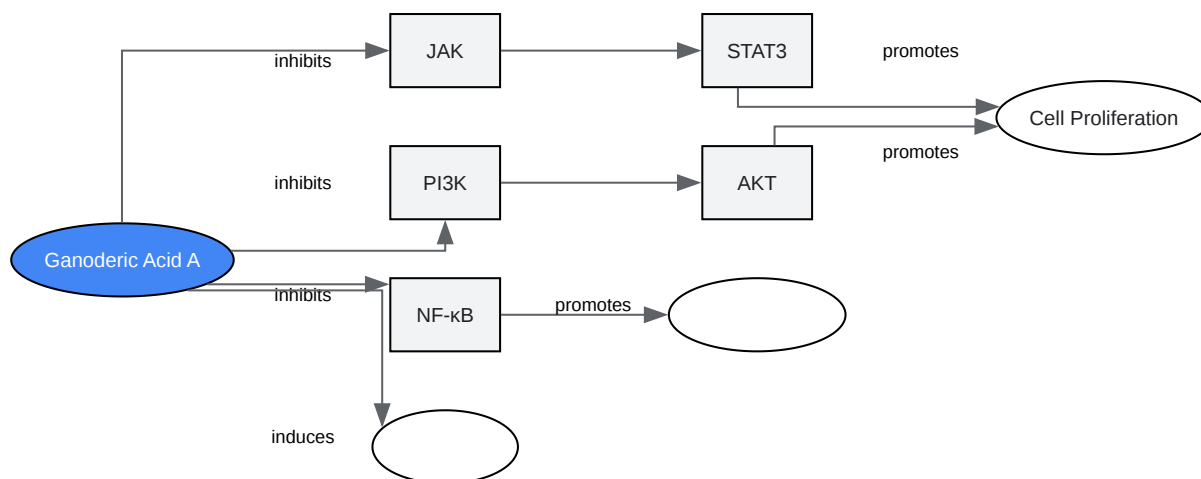 inhibits
JAK
STAT3
promotes
Cell Proliferation
inhibits
PI3K
AKT
promotes
Ganoderic Acid A
inhibits
NF-κB
promotes
induces